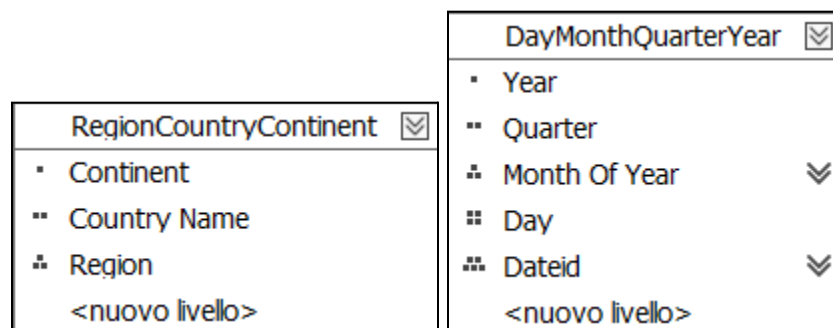 RegionCountryContinent
Continent
Country Name
Region
<nuovo livello>
DayMonthQuarterYear
Year
Quarter
Month Of Year
Day
Dateid
<nuovo livello>